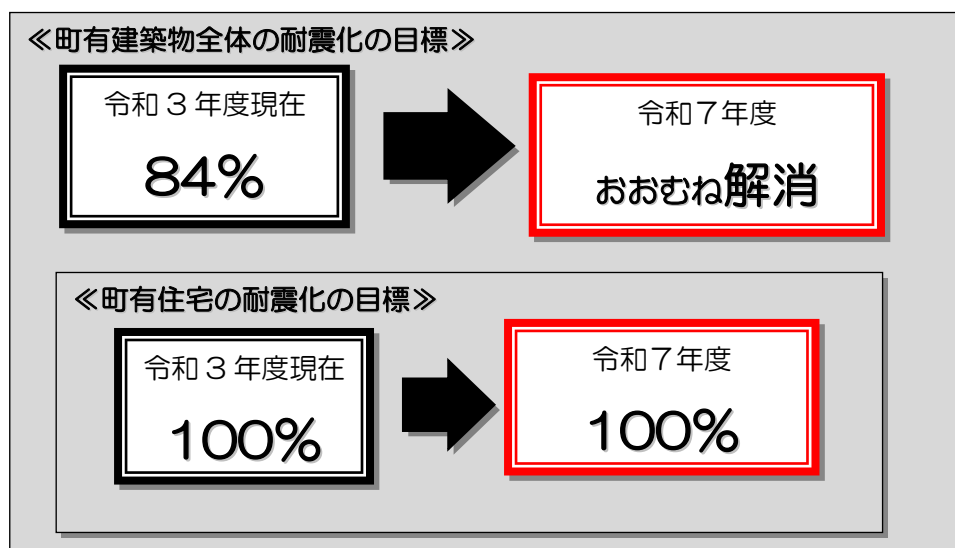 ≪町有建築物全体の耐震化の目標≫
令和3年度現在
84%
令和7年度
おおむね解消
≪町有住宅の耐震化の目標≫
令和3年度現在
100%
令和7年度
100%